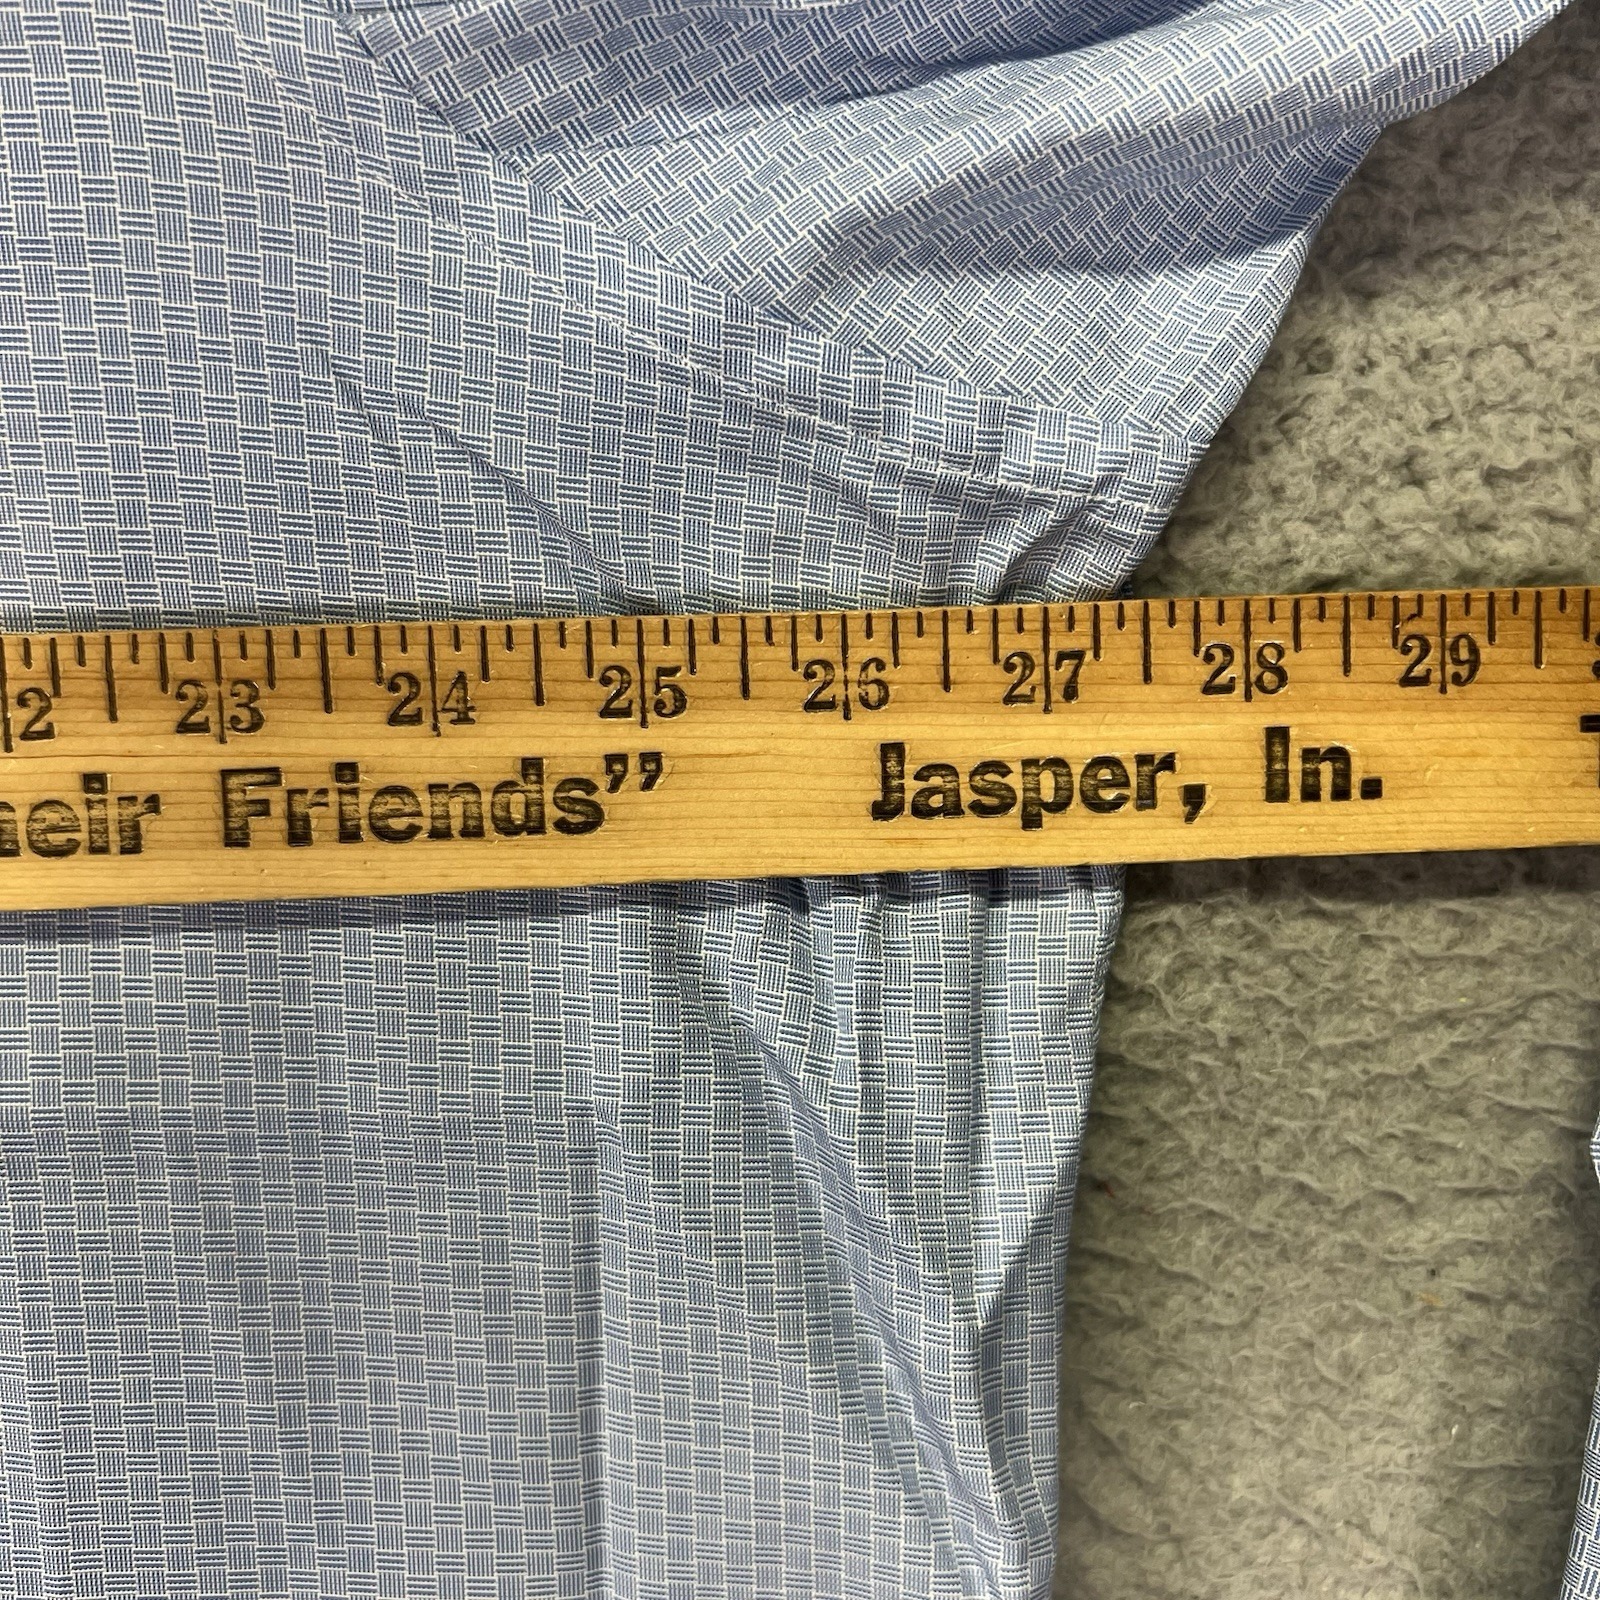 2 23 24 25 26 27 28 29
heir Friends” Jasper, In.